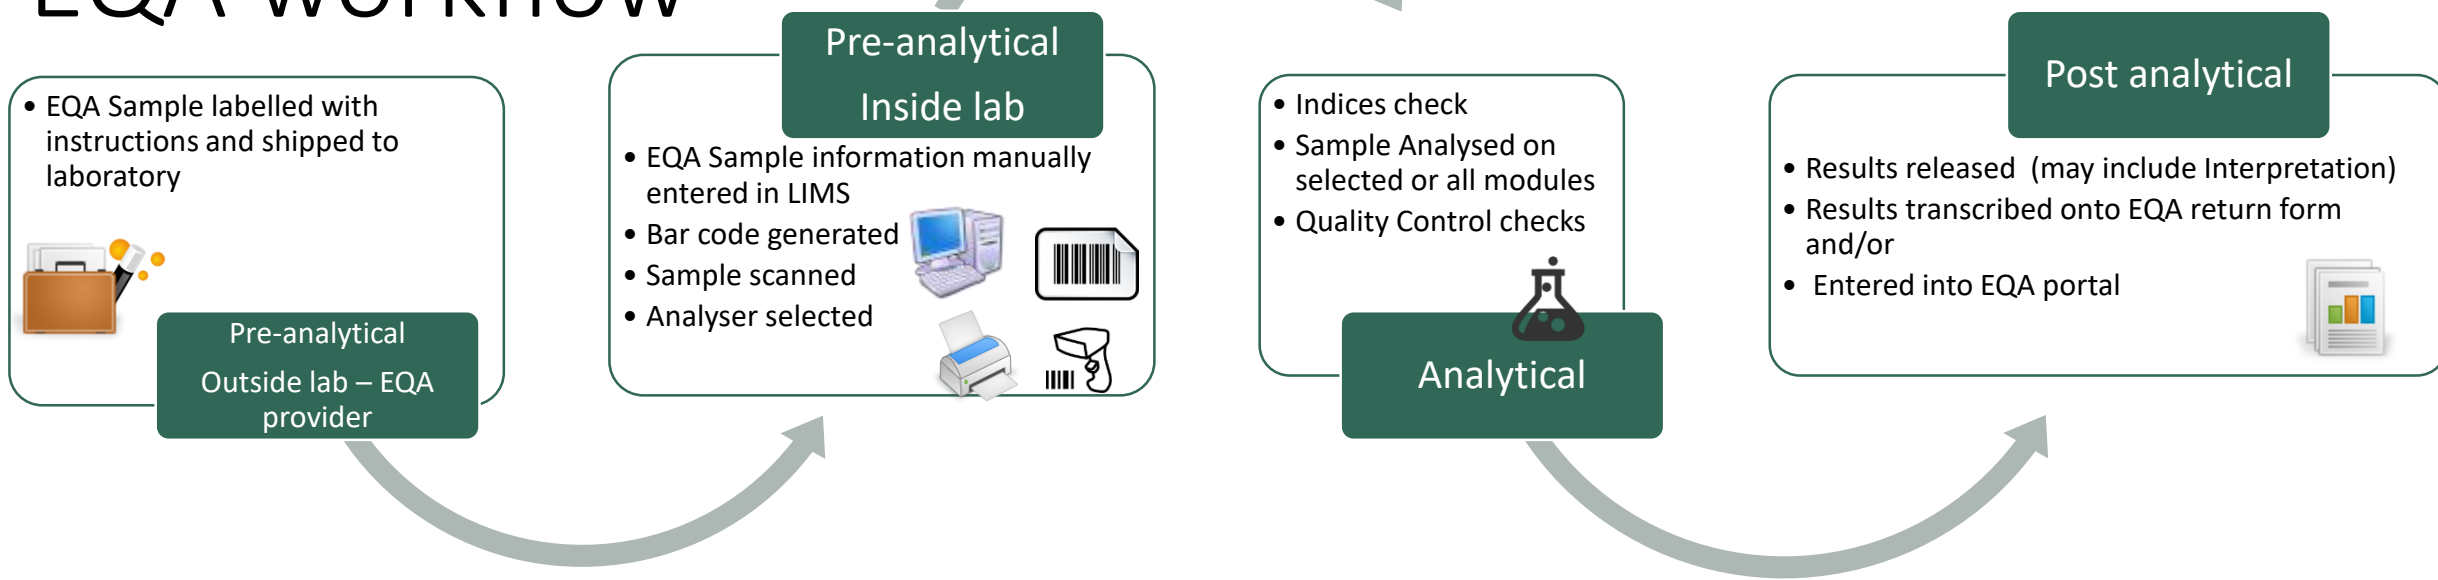 EQA workflow
• EQA Sample labelled with
instructions and shipped to
laboratory
Pre-analytical
Outside lab – EQA
provider
Pre-analytical
Inside lab
• EQA Sample information manually
entered in LIMS
• Bar code generated
• Sample scanned
• Analyser selected
• Indices check
• Sample Analysed on
selected or all modules
• Quality Control checks
Analytical
Post analytical
• Results released (may include Interpretation)
• Results transcribed onto EQA return form
and/or
• Entered into EQA portal